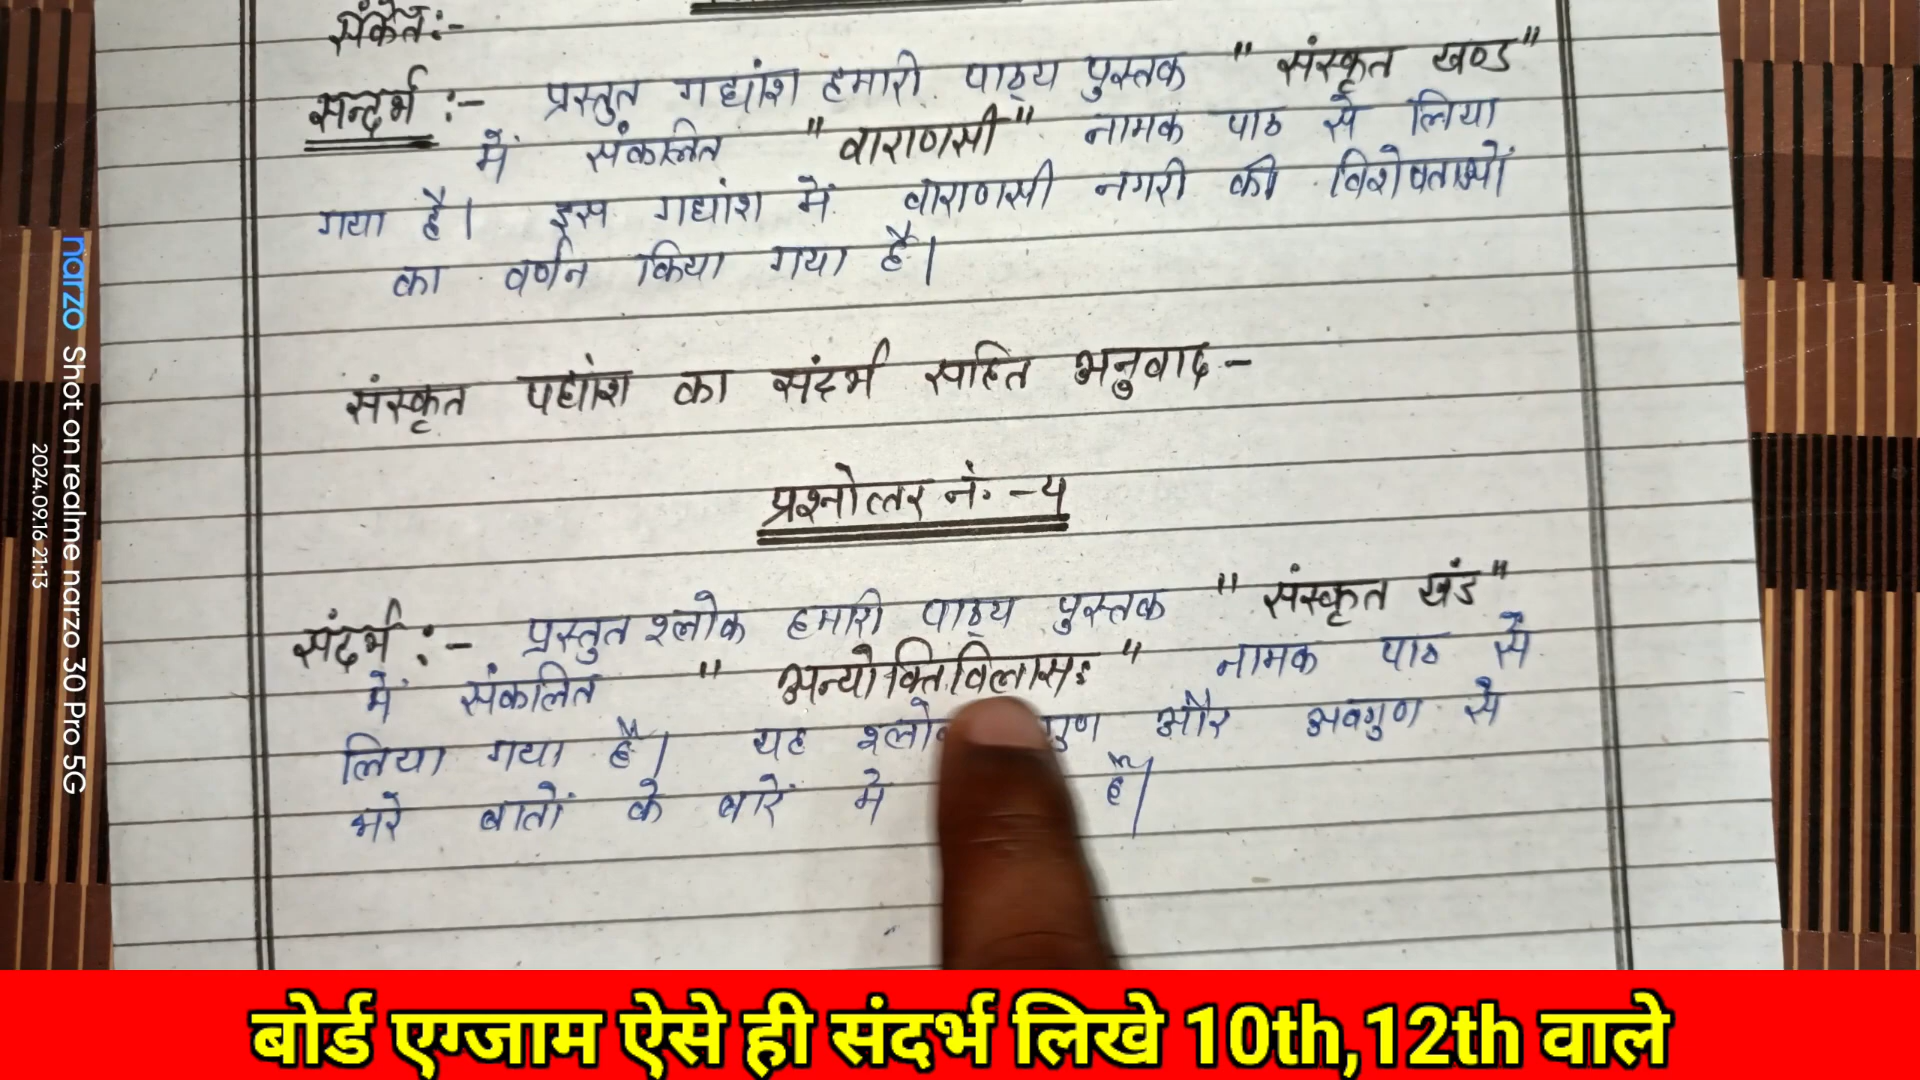 संकेत:-
सन्दर्भ :- प्रस्तुत गद्यांश हमारी पाठ्य पुस्तक " संस्कृत खण्ड"
में संकलित "वाराणसी" नामक पाठ से लिया
गया है। इस गद्यांश में वाराणसी नगरी की विशेषताओं
का वर्णन किया गया है।
संस्कृत पद्यांश का संदर्भ सहित अनुवाद -
प्रश्नोत्तर नं. -५
संदर्भ :- प्रस्तुत श्लोक हमारी पाठ्य पुस्तक " संस्कृत खंड"
में संकलित " अन्योक्तिविलासः" नामक पाठ से
लिया गया है। यह और अवगुण से
भरे बातों के बारे में है।
narzo Shot on realme narzo 30 Pro 5G
2024.09.16 21:13
बोर्ड एग्जाम ऐसे ही संदर्भ लिखे 10th,12th वाले